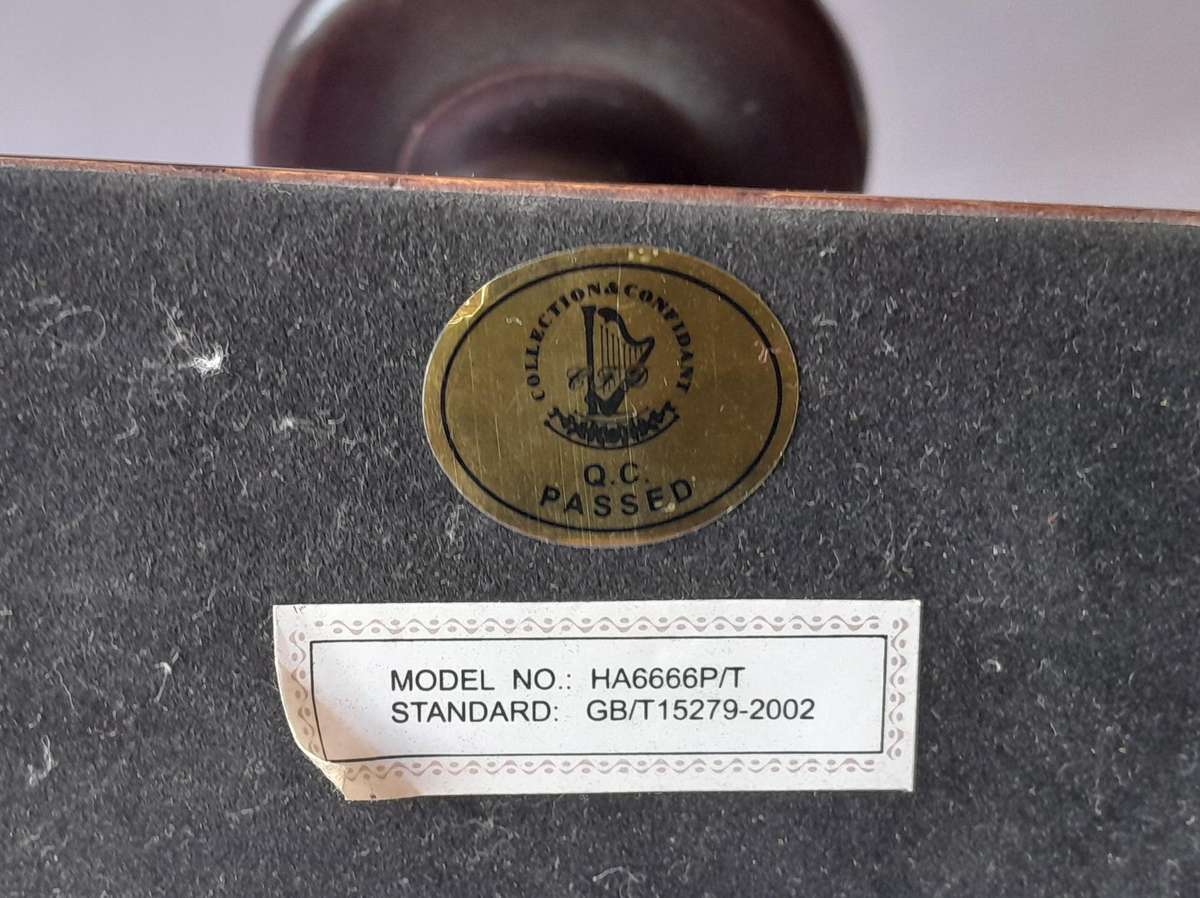 COLLECTION&CONFIDANT
Q.C.
PASSED
MODEL NO.: HA6666P/T
STANDARD: GB/T15279-2002